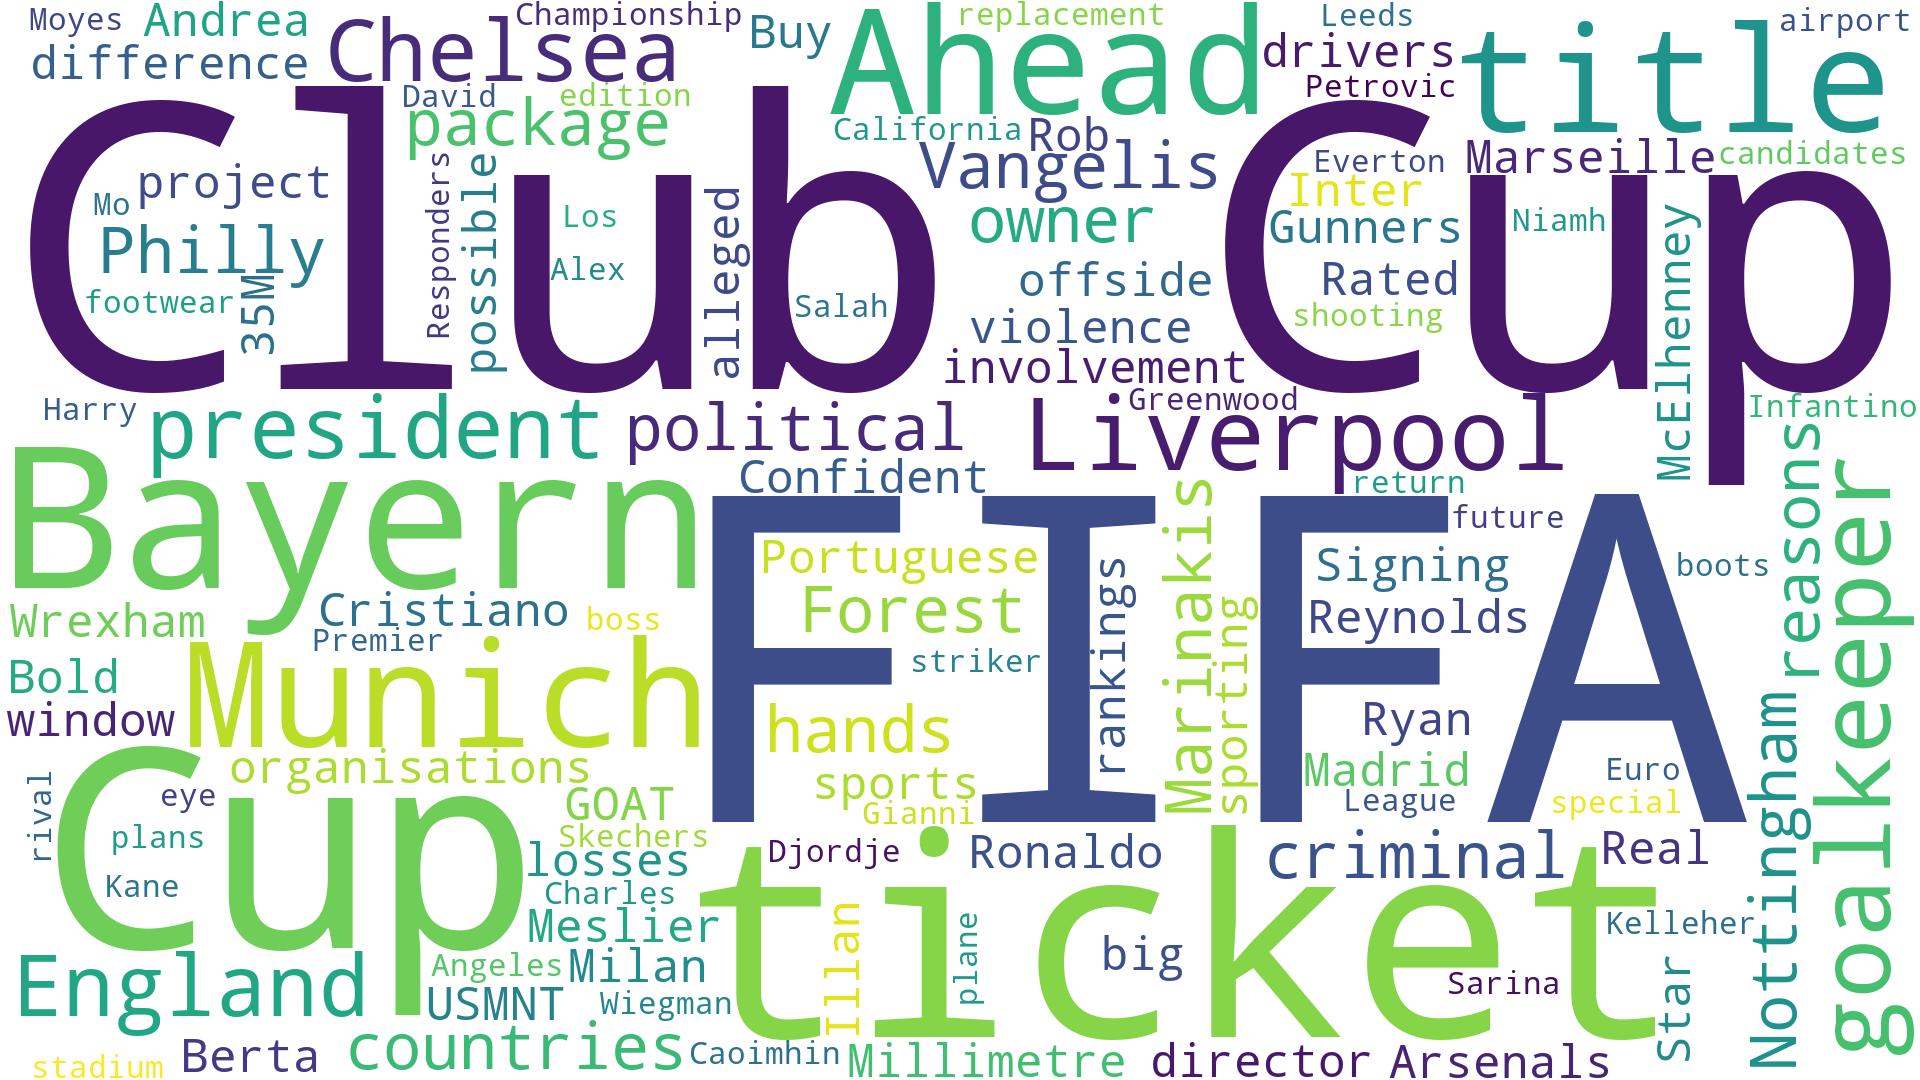 Moyes
Andrea
Championship
Chelsea
Buy
Ahead
replacement
Leeds
airport
difference
drivers
title
Petrovic
David
edition
package
California
Rob
Club
Cup
Vangelis
Everton
Marseille
candidates
project
Mo
Responders
possible
Los
alleged
owner
Inter
Gunners
Niamh
McElhenney
Philly
Alex
offside
Rated
footwear
35M
Salah
violence
shooting
involvement
Harry
president
political
Greenwood
Liverpool
Infantino
Confident
return
reasons
goalkeeper
Bayern
FIFA
Marinakis
future
Portuguese
rankings
Signing
boots
Wrexham
Cristiano
boss
Forest
sporting
Reynolds
Premier
Munich
striker
Bold
window
hands
Ryan
Nottingham
organisations
sports
Madrid
Euro
rival
eye
Cup
GOAT
Gianni
League
special
plans
Skechers
losses
Djordje
Ronaldo
criminal
Real
ticket
Kane
Charles
Meslier
Illan
plane
big
Kelleher
England
Angeles
Milan
Sarina
Star
USMNT
Wiegman
stadium
Berta
countries
Caoimhin
Millimetre
director
Arsenals